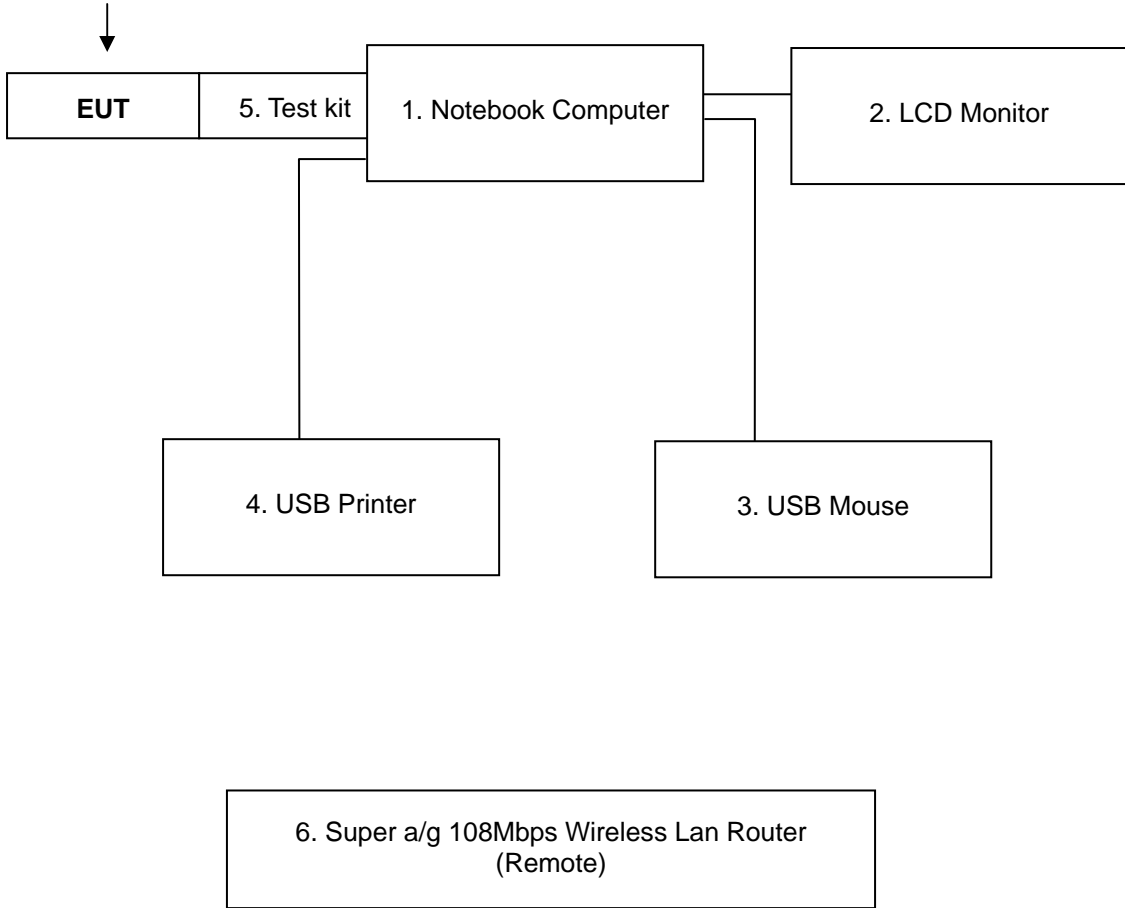 EUT
5. Test kit
1. Notebook Computer
2. LCD Monitor
4. USB Printer
3. USB Mouse
6. Super a/g 108Mbps Wireless Lan Router
(Remote)